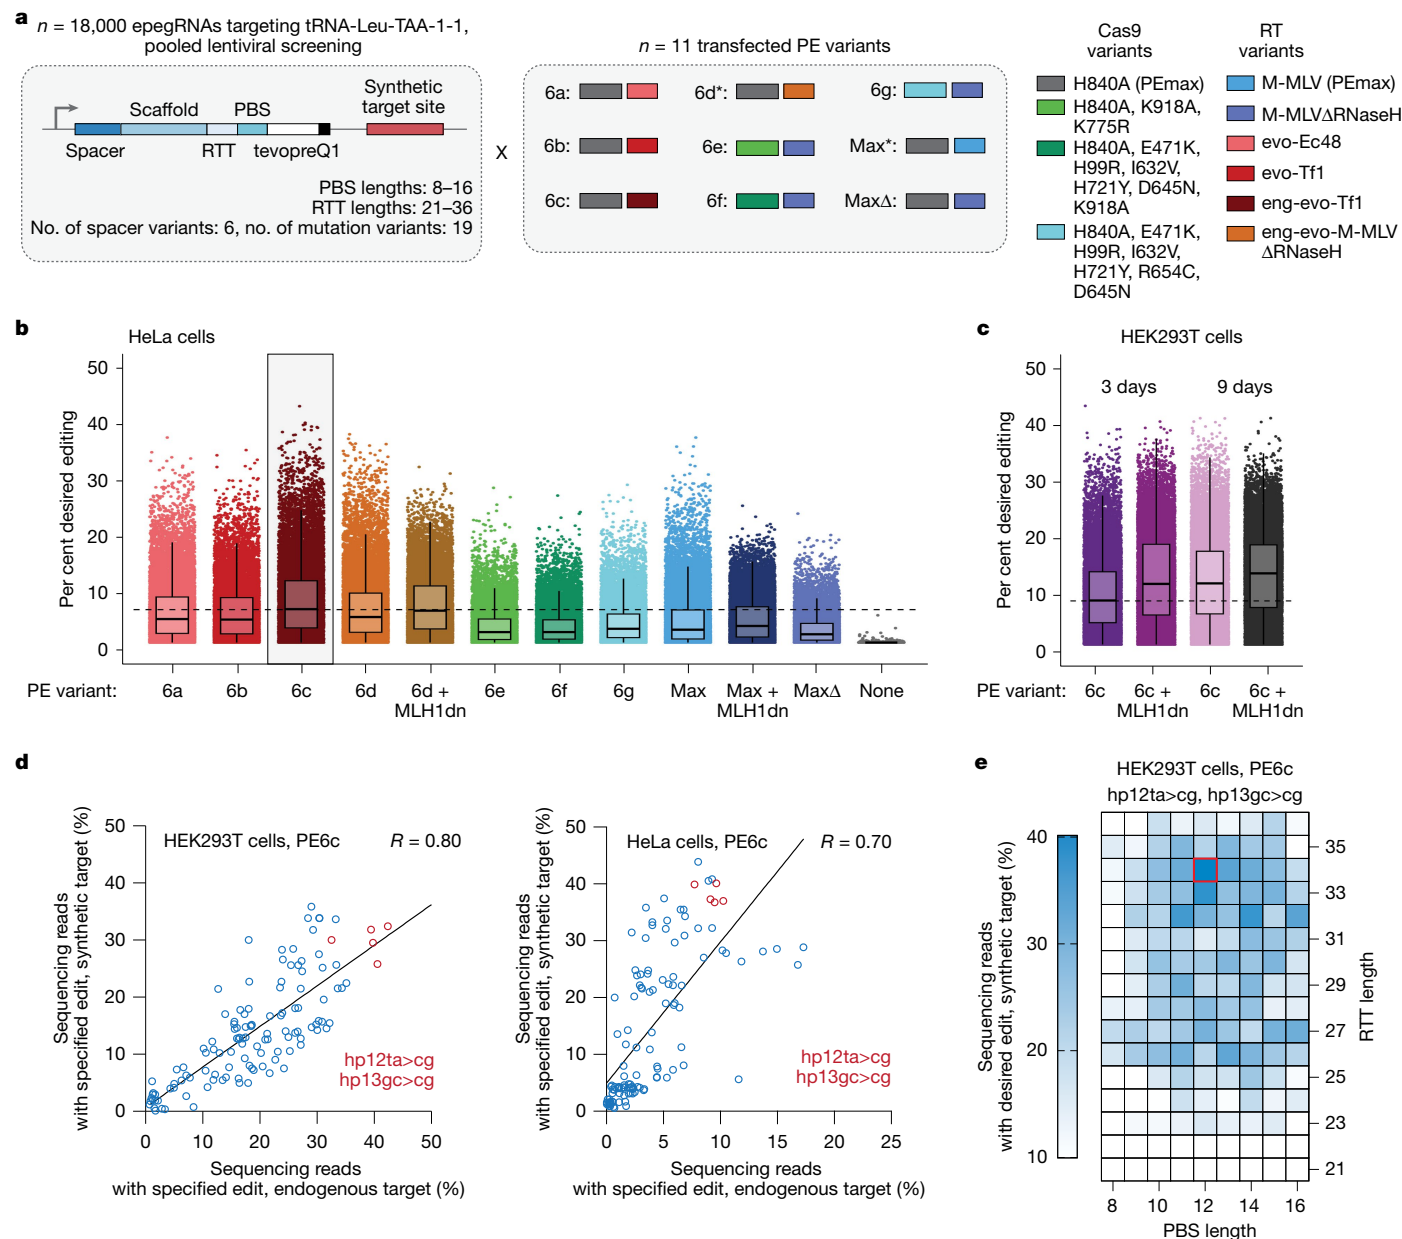 a
n = 18,000 epegRNAs targeting tRNA-Leu-TAA-1-1,
pooled lentiviral screening
Scaffold
PBS
Synthetic
target site
Spacer
RTT
tevopreQ1
PBS lengths: 8–16
RTT lengths: 21–36
No. of spacer variants: 6, no. of mutation variants: 19
X
n = 11 transfected PE variants
6a:
6d*:
6g:
6b:
6e:
Max*:
6c:
6f:
MaxΔ:
Cas9
variants
H840A (PEmax)
H840A, K918A,
K775R
H840A, E471K,
H99R, I632V,
H721Y, D645N,
K918A
H840A, E471K,
H99R, I632V,
H721Y, R654C,
D645N
RT
variants
M-MLV (PEmax)
M-MLVΔRNaseH
evo-Ec48
evo-Tf1
eng-evo-Tf1
eng-evo-M-MLV
ΔRNaseH
b
HeLa cells
Per cent desired editing
50
40
30
20
10
0
PE variant:
6a
6b
6c
6d
6d +
MLH1dn
6e
6f
6g
Max
Max +
MLH1dn
MaxΔ
None
c
HEK293T cells
3 days
9 days
Per cent desired editing
50
40
30
20
10
0
PE variant:
6c
6c +
MLH1dn
6c
6c +
MLH1dn
d
Sequencing reads
with specified edit, synthetic target (%)
HEK293T cells, PE6c
R = 0.80
50
40
30
20
10
0
hp12ta>cg
hp13gc>cg
0 10 20 30 40 50
Sequencing reads
with specified edit, endogenous target (%)
Sequencing reads
with specified edit, synthetic target (%)
HeLa cells, PE6c
R = 0.70
50
40
30
20
10
0
hp12ta>cg
hp13gc>cg
0 5 10 15 20 25
Sequencing reads
with specified edit, endogenous target (%)
e
HEK293T cells, PE6c
hp12ta>cg, hp13gc>cg
Sequencing reads
with desired edit, synthetic target (%)
40
30
20
10
35
33
31
29
27
25
23
21
RTT length
8 10 12 14 16
PBS length